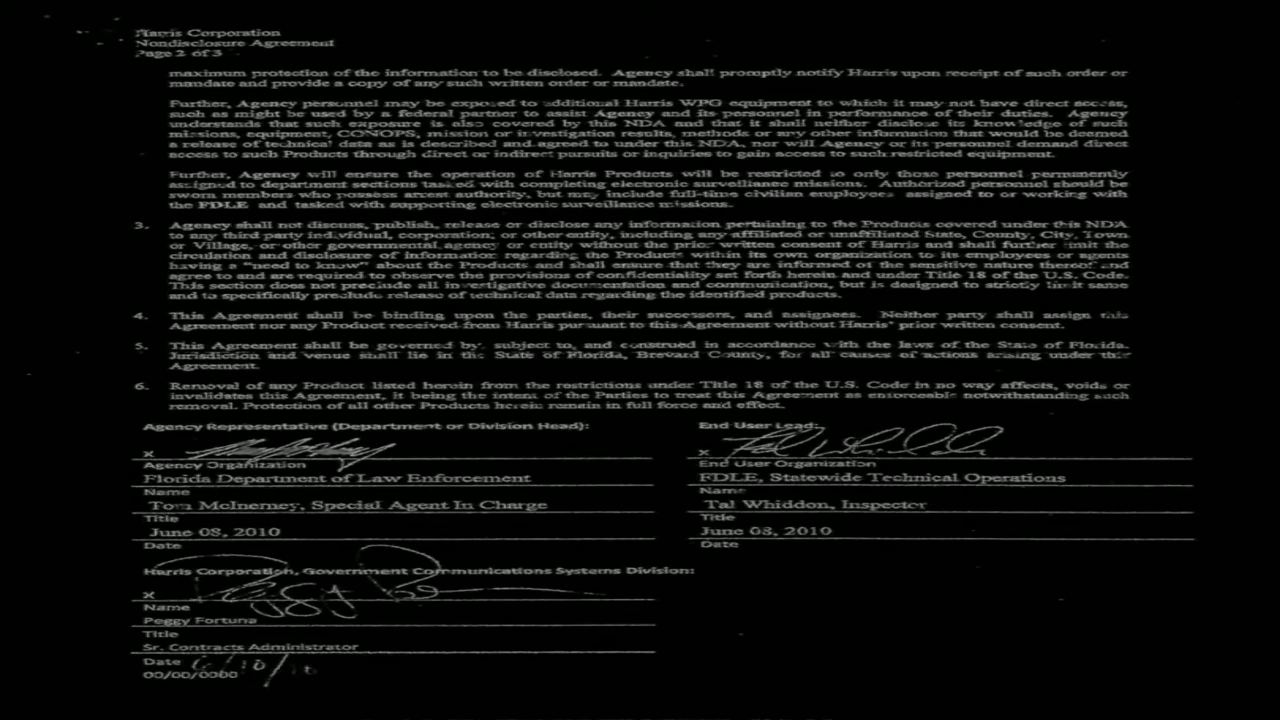 Harris Corporation
Nondisclosure Agreement
Page 2 of 3
maximum protection of the information to be disclosed. Agency shall promptly notify Harris upon receipt of such order or
mandate and provide a copy of any such written order or mandate.
Further, Agency personnel may be exposed to additional Harris WPG equipment to which it may not have direct access,
such as might be used by a federal partner to assist Agency and its personnel in performance of their duties. Agency
understands that such exposure is also covered by this NDA and that it shall neither disclose its knowledge of such
missions, equipment, CONOPS, mission or investigation results, methods or any other information that would be deemed
a release of technical data as is described and agreed to under this NDA, nor will Agency or its personnel demand direct
access to such Products through direct or indirect pursuits or inquiries to gain access to such restricted equipment.
Further, Agency will ensure the operation of Harris Products will be restricted to only those personnel permanently
assigned to department sections tasked with completing electronic surveillance missions. Authorized personnel should be
sworn members who possess arrest authority, but may include full-time civilian employees assigned to or working with
the FDLE and tasked with supporting electronic surveillance missions.
3. Agency shall not discuss, publish, release or disclose any information pertaining to the Products covered under this NDA
to any third party individual, corporation, or other entity, including any affiliated or unaffiliated State, County, City, Town
or Village, or other governmental agency or entity without the prior written consent of Harris and shall further limit the
circulation and disclosure of information regarding the Products within its own organization to its employees or agents
having a "need to know" about the Products and shall ensure that they are informed of the sensitive nature thereof and
agree to and are required to observe the provisions of confidentiality set forth herein and under Title 18 of the U.S. Code.
This section does not preclude all investigative documentation and communication, but is designed to strictly limit same
and to specifically preclude release of technical data regarding the identified products.
4. This Agreement shall be binding upon the parties, their successors, and assignees. Neither party shall assign this
Agreement nor any Product received from Harris pursuant to this Agreement without Harris' prior written consent.
5. This Agreement shall be governed by, subject to, and construed in accordance with the laws of the State of Florida.
Jurisdiction and venue shall lie in the State of Florida, Brevard County, for all causes of actions arising under this
Agreement.
6. Removal of any Product listed herein from the restrictions under Title 18 of the U.S. Code in no way affects, voids or
invalidates this Agreement, it being the intent of the Parties to treat this Agreement as enforceable notwithstanding such
removal. Protection of all other Products herein remain in full force and effect.
Agency Representative (Department or Division Head):
x
Agency Organization
Florida Department of Law Enforcement
Name
Tom McInerney, Special Agent In Charge
Title
June 08, 2010
Date
End User Lead:
x
End User Organization
FDLE, Statewide Technical Operations
Name
Tal Whiddon, Inspector
Title
June 08, 2010
Date
Harris Corporation, Government Communications Systems Division:
x
Name
Peggy Fortuna
Title
Sr. Contracts Administrator
Date 6/10/10
00/00/0000